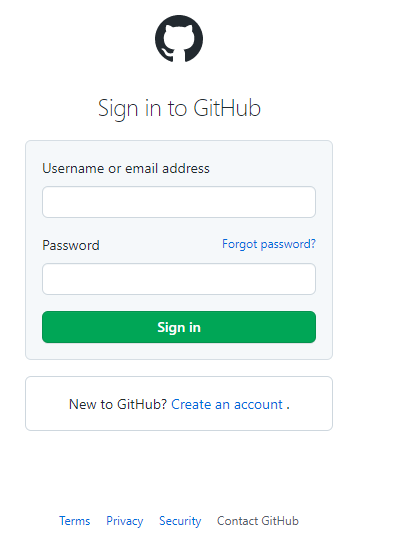 Sign in to GitHub
Username or email address
Password Forgot password?
Sign in
New to GitHub? Create an account .
Terms Privacy Security Contact GitHub